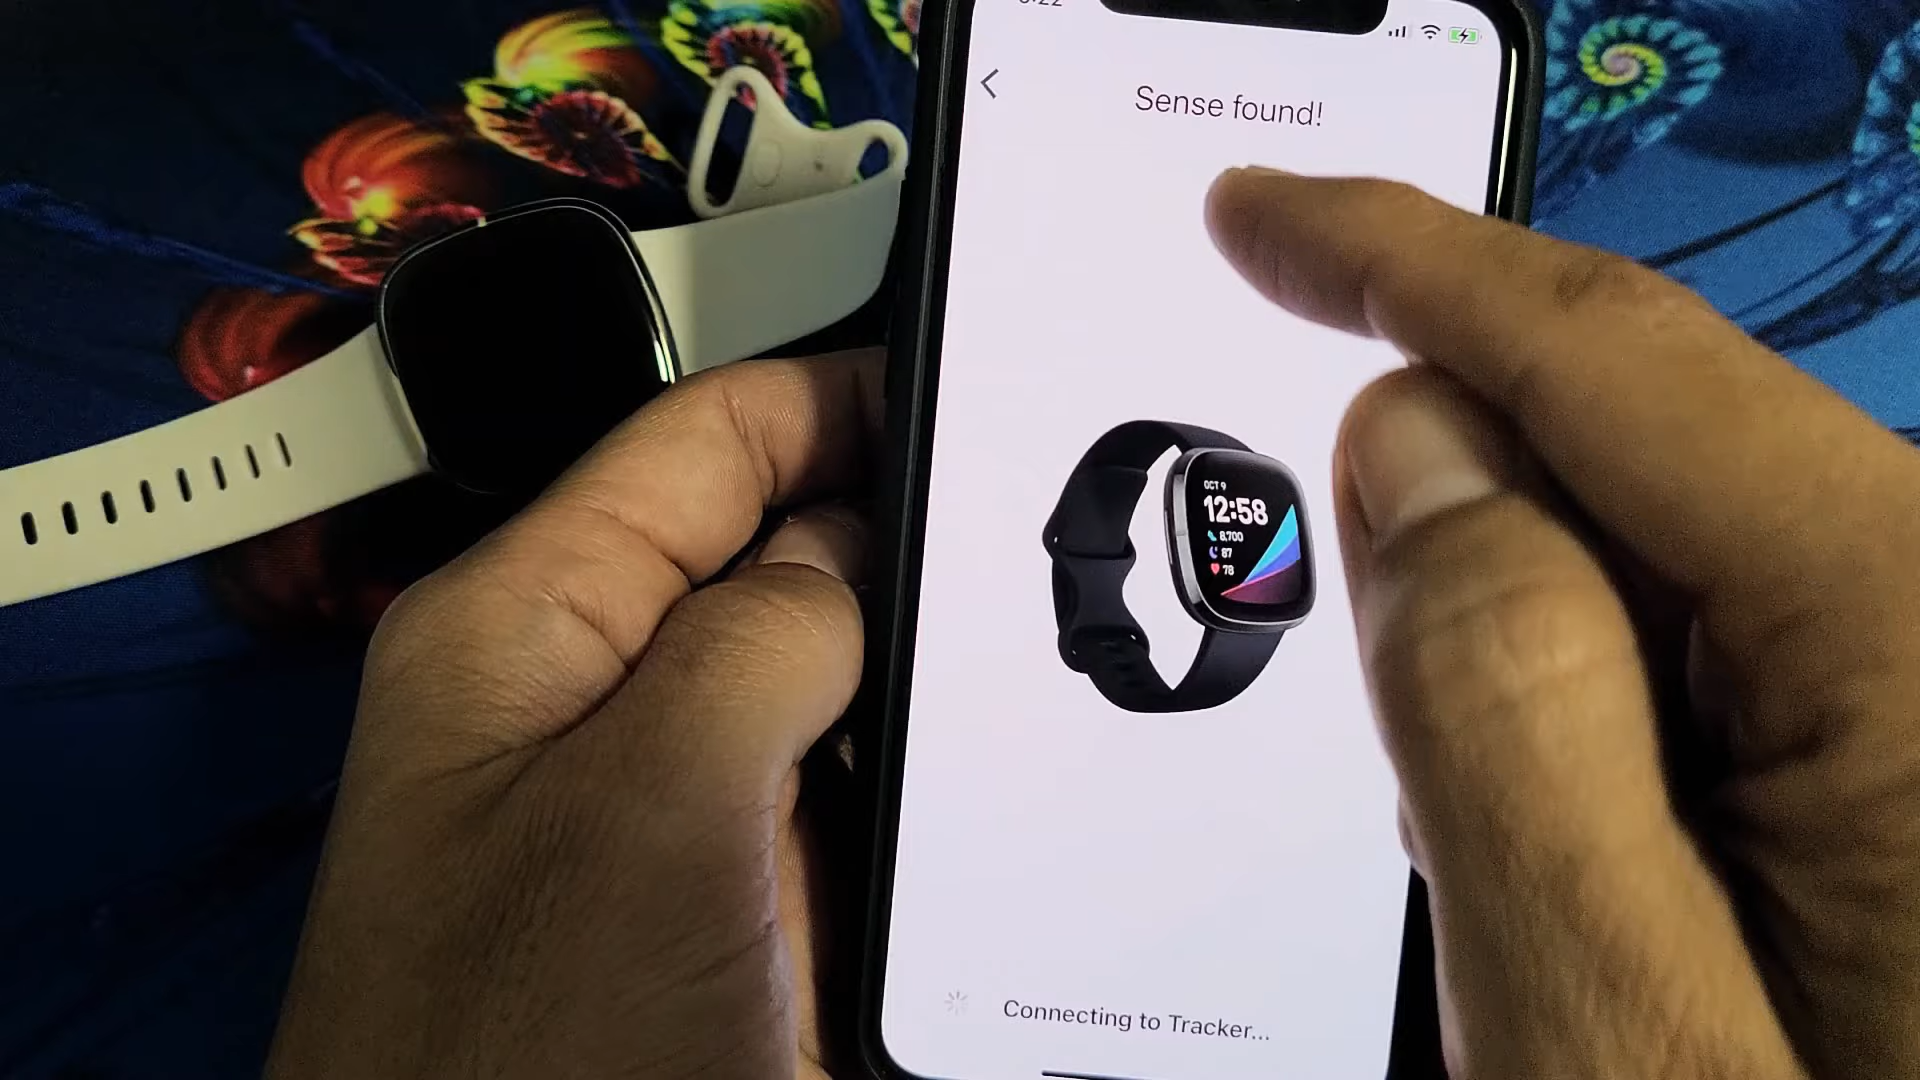 Sense found!
OCT 9
12:58
8,700
87
78
Connecting to Tracker...